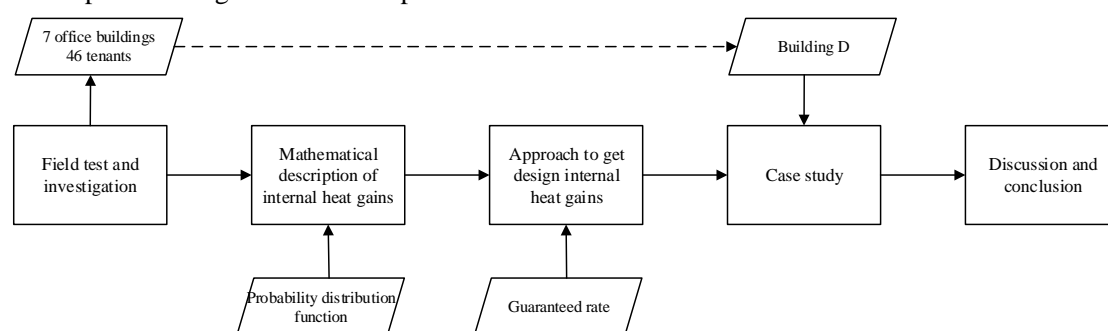 7 office buildings
46 tenants
Building D
Field test and
investigation
Mathematical
description of
internal heat gains
Approach to get
design internal
heat gains
Case study
Discussion and
conclusion
Probability distribution
function
Guaranteed rate